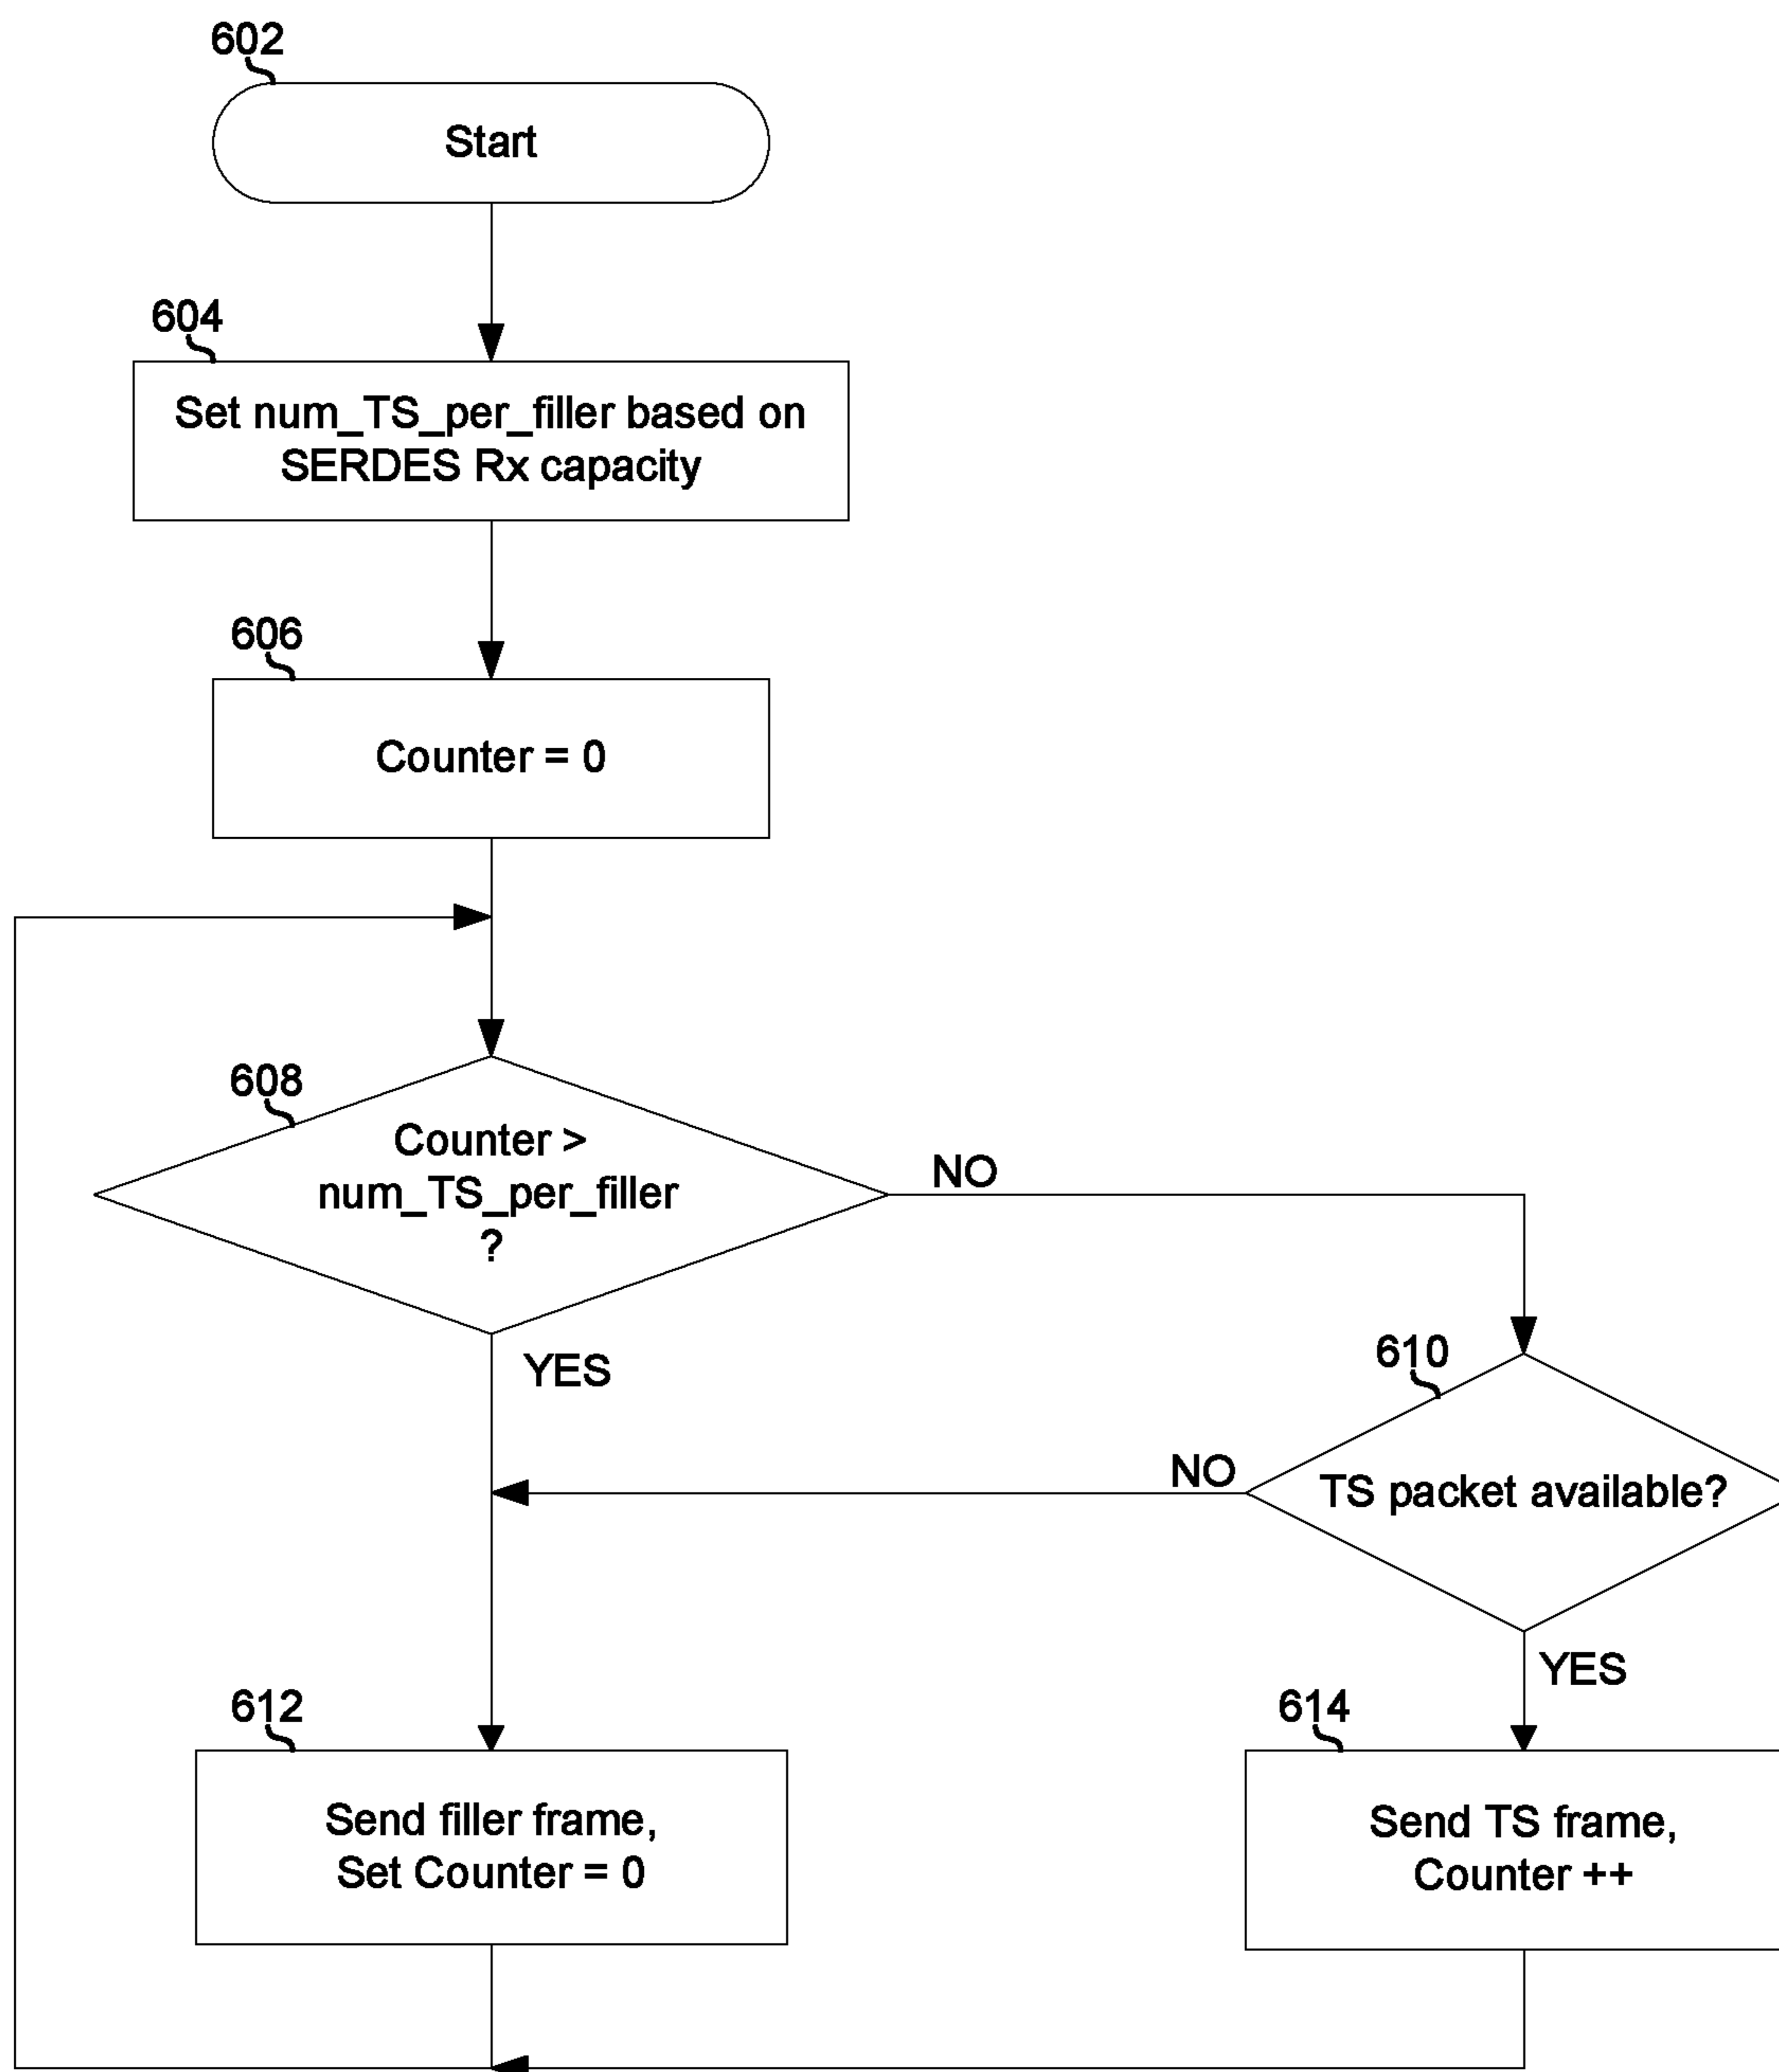 602
Start
604
Set num_TS_per_filler based on
SERDES Rx capacity
606
Counter = 0
608
Counter >
num_TS_per_filler
?
NO
YES
610
TS packet available?
NO
YES
612
Send filler frame,
Set Counter = 0
614
Send TS frame,
Counter ++